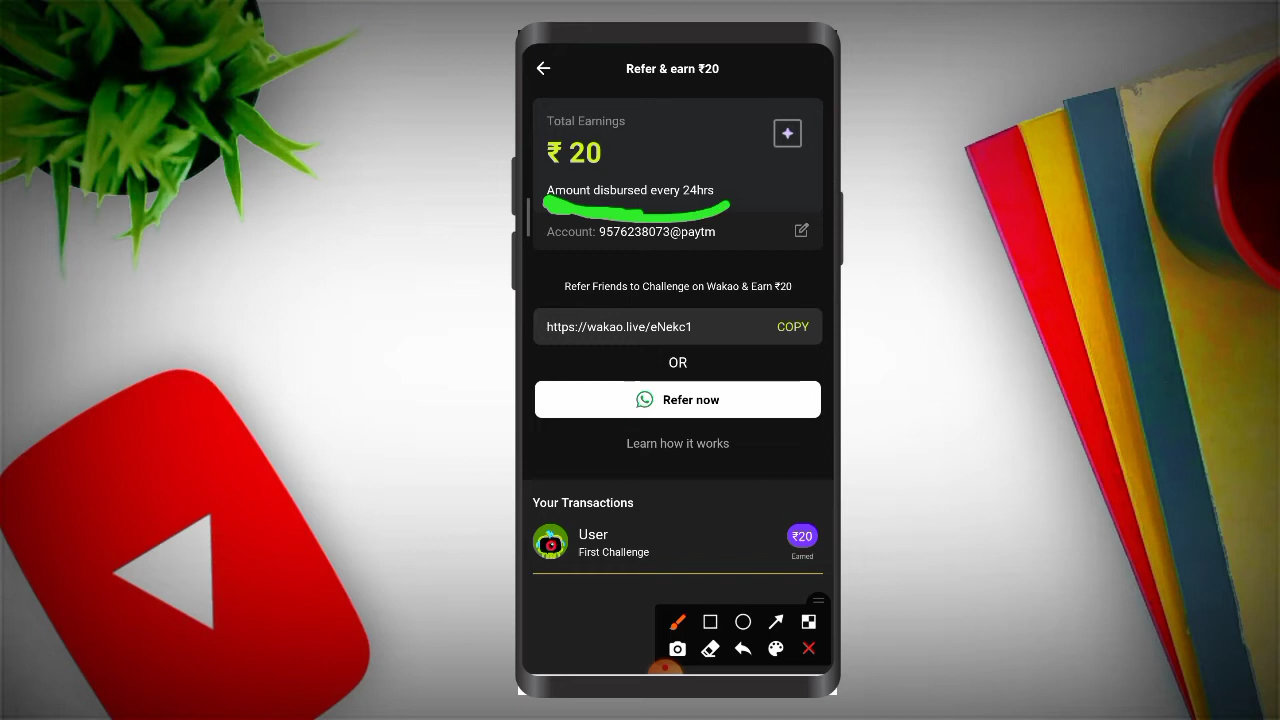 Refer & earn ₹20
Total Earnings
₹ 20
Amount disbursed every 24hrs
Account: 9576238073@paytm
Refer Friends to Challenge on Wakao & Earn ₹20
https://wakao.live/eNekc1 COPY
OR
Refer now
Learn how it works
Your Transactions
User
₹20
First Challenge
Earned